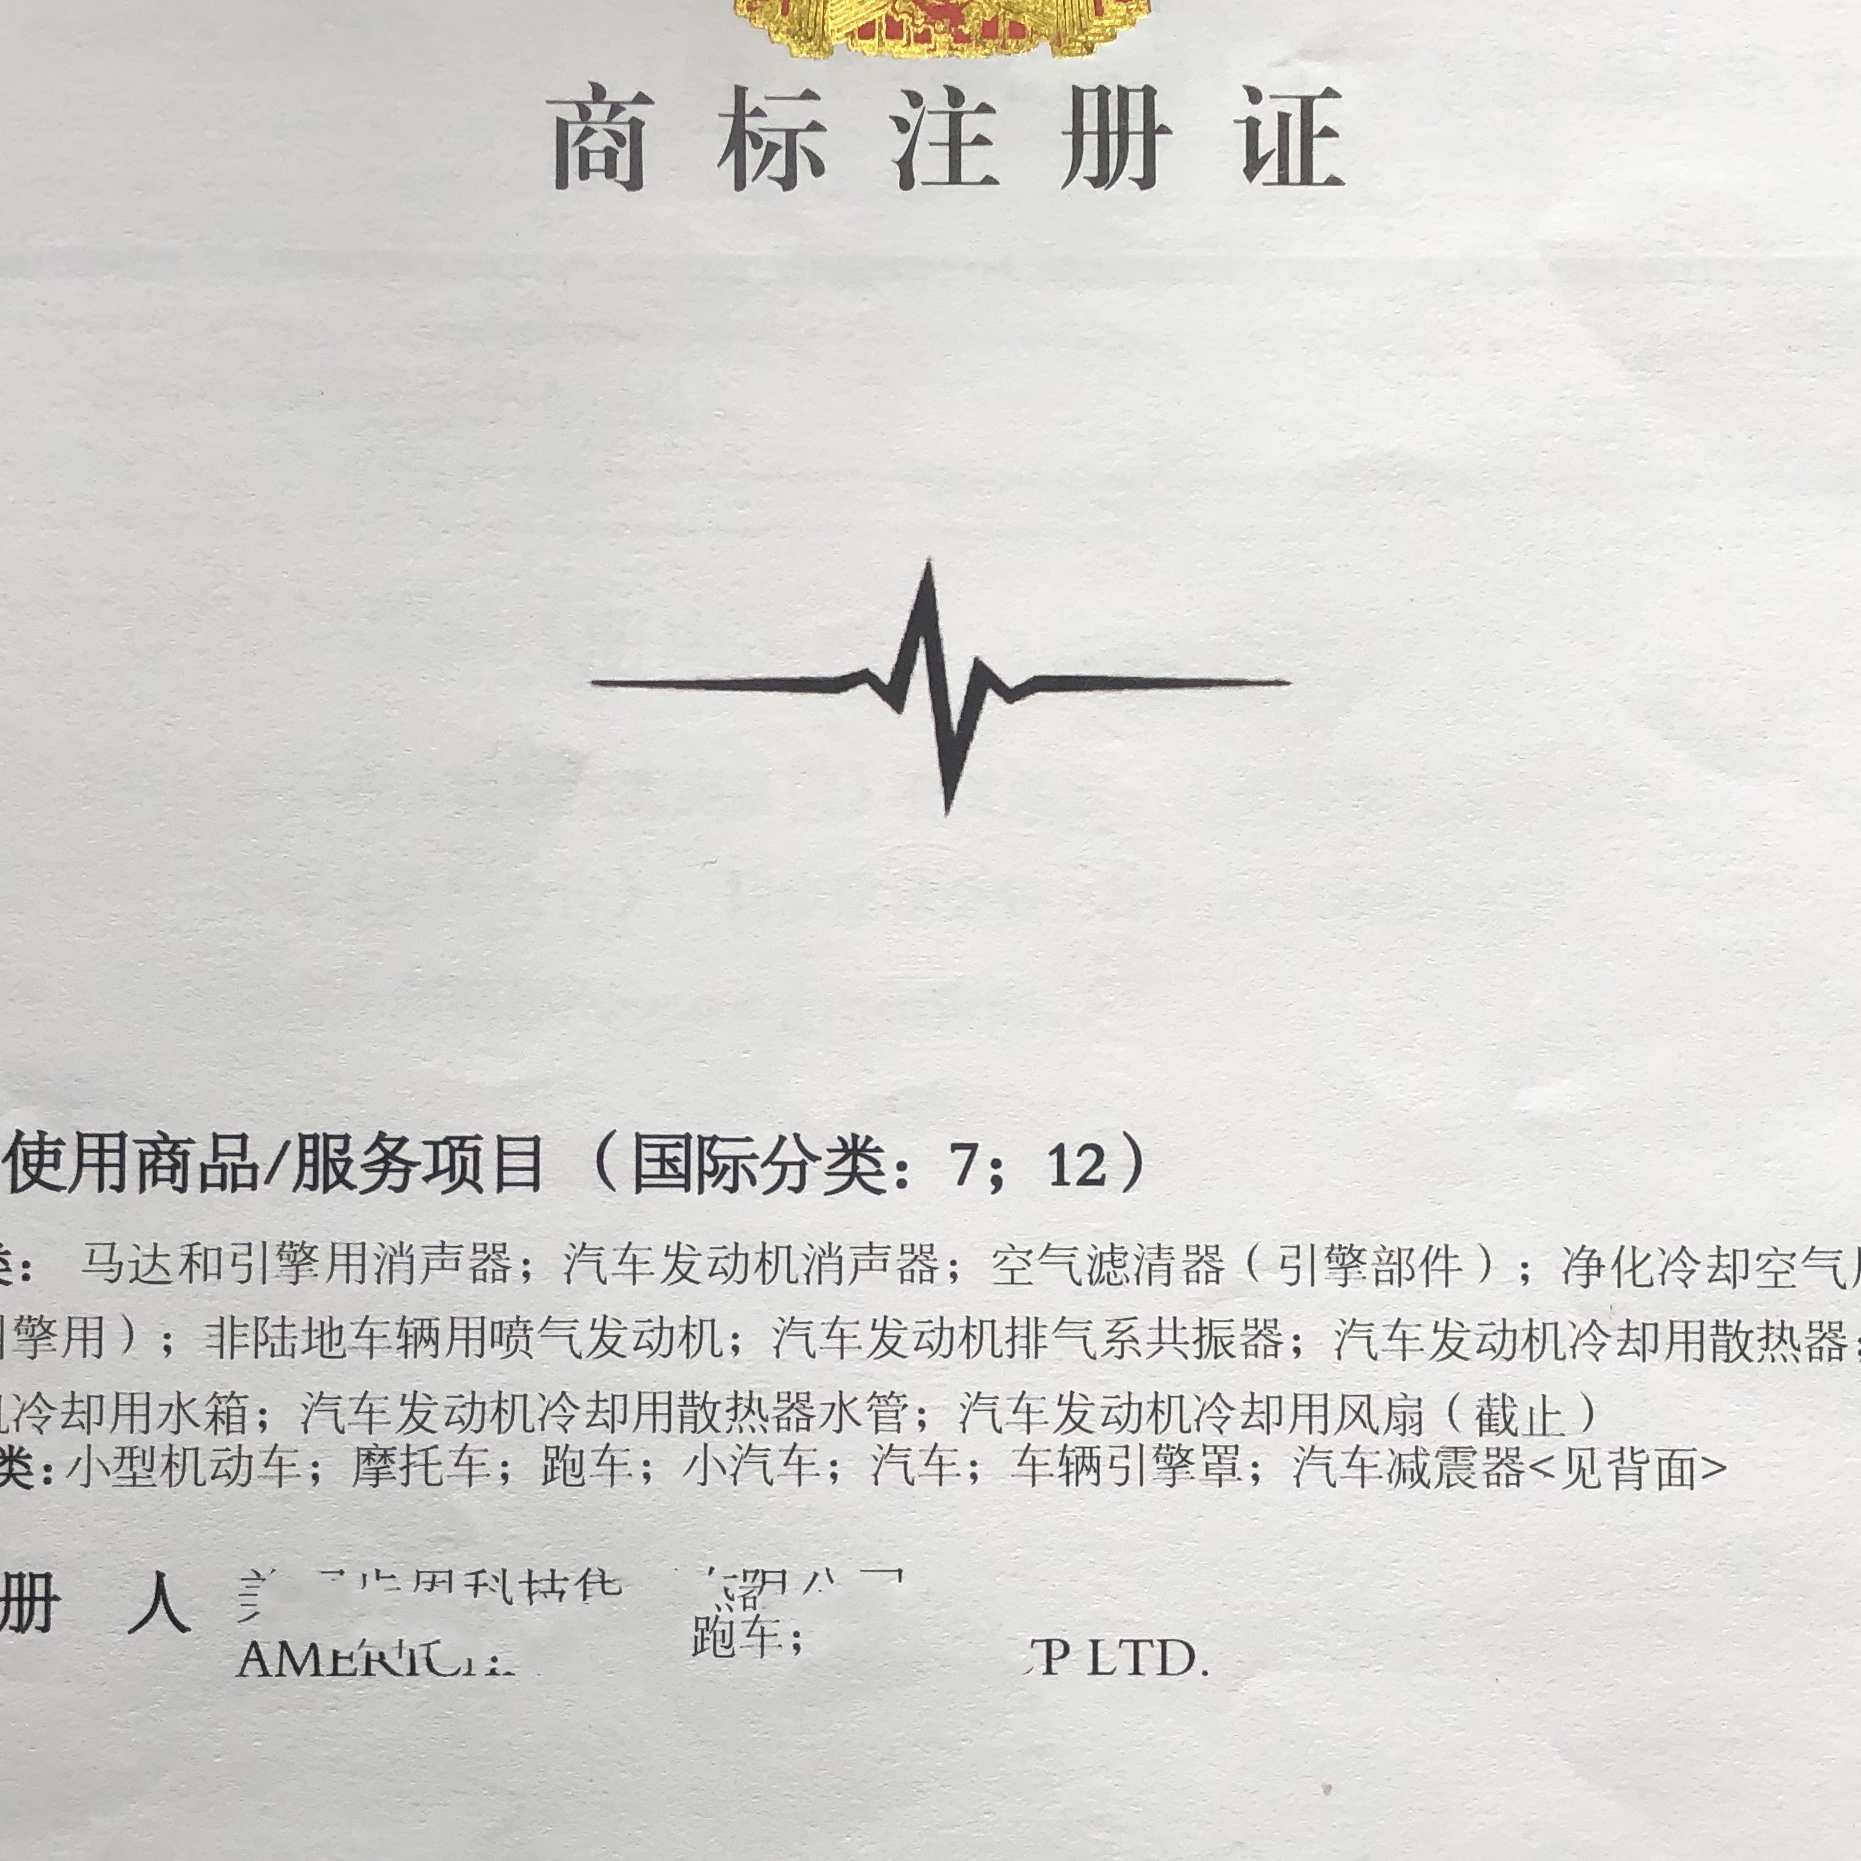 商标注册证
使用商品/服务项目（国际分类：7；12）
类： 马达和引擎用消声器；汽车发动机消声器；空气滤清器（引擎部件）；净化冷却空气
引擎用）；非陆地车辆用喷气发动机；汽车发动机排气系共振器；汽车发动机冷却用散热器；
机冷却用水箱；汽车发动机冷却用散热器水管；汽车发动机冷却用风扇（截止）
类：小型机动车；摩托车；跑车；小汽车；汽车；车辆引擎罩；汽车减震器<见背面>
册 人
跑车；
LTD.